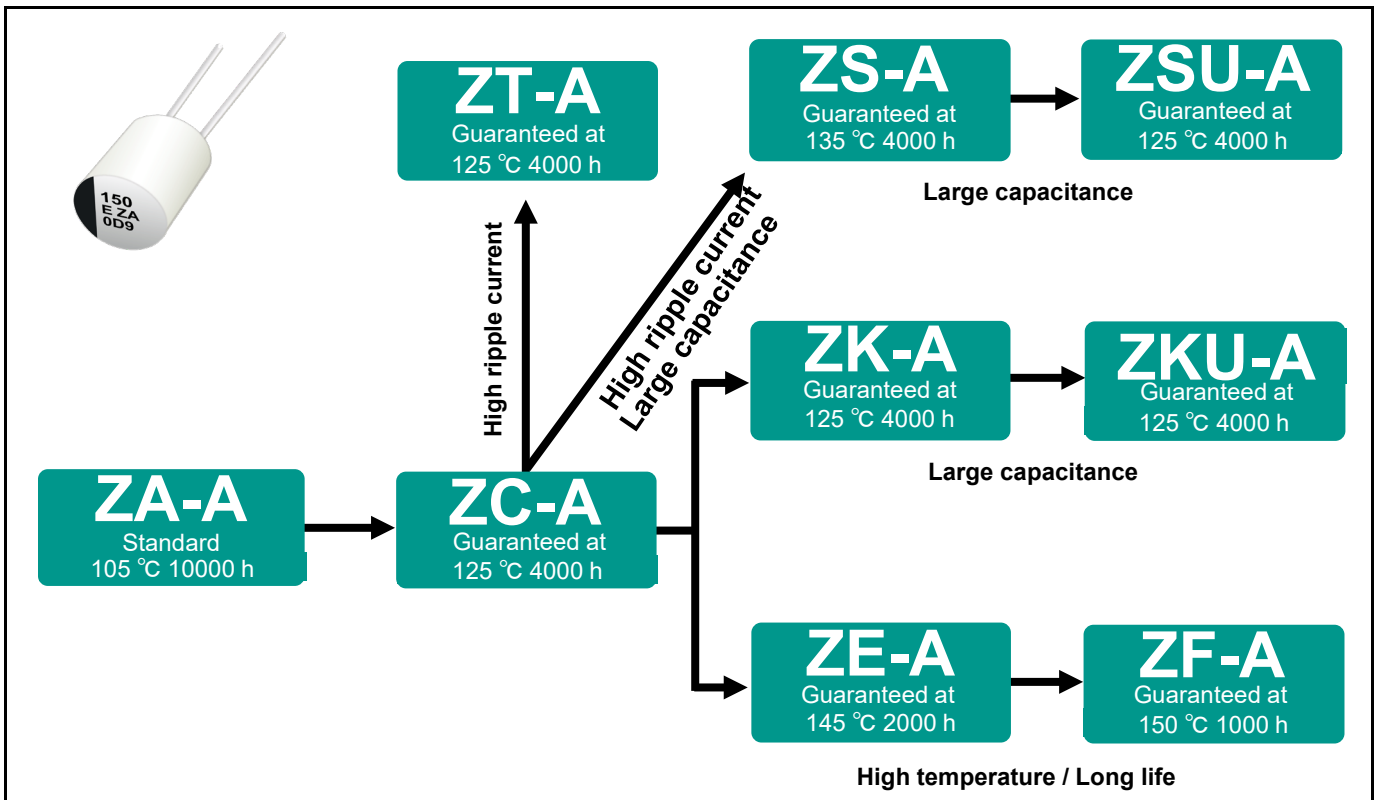 150
E ZA
0D9
ZT-A
Guaranteed at
125 ℃ 4000 h
ZS-A
Guaranteed at
135 ℃ 4000 h
ZSU-A
Guaranteed at
125 ℃ 4000 h
Large capacitance
High ripple current
High ripple current
Large capacitance
ZK-A
Guaranteed at
125 ℃ 4000 h
ZKU-A
Guaranteed at
125 ℃ 4000 h
Large capacitance
ZA-A
Standard
105 ℃ 10000 h
ZC-A
Guaranteed at
125 ℃ 4000 h
ZE-A
Guaranteed at
145 ℃ 2000 h
ZF-A
Guaranteed at
150 ℃ 1000 h
High temperature / Long life